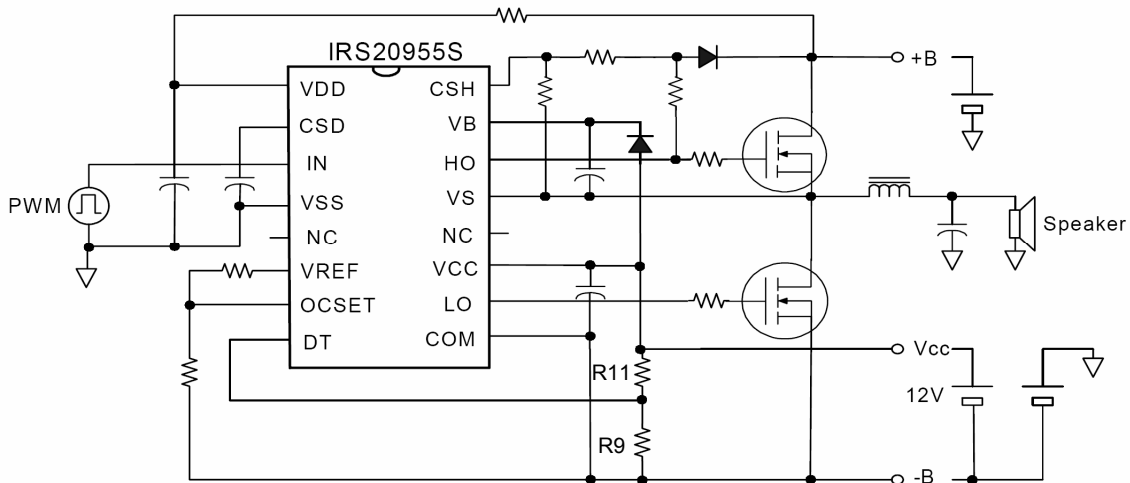 IRS20955S
+B
VDD
CSH
CSD
VB
IN
HO
PWM
VSS
VS
Speaker
NC
NC
VREF
VCC
OCSET
LO
DT
COM
Vcc
R11
12V
R9
-B